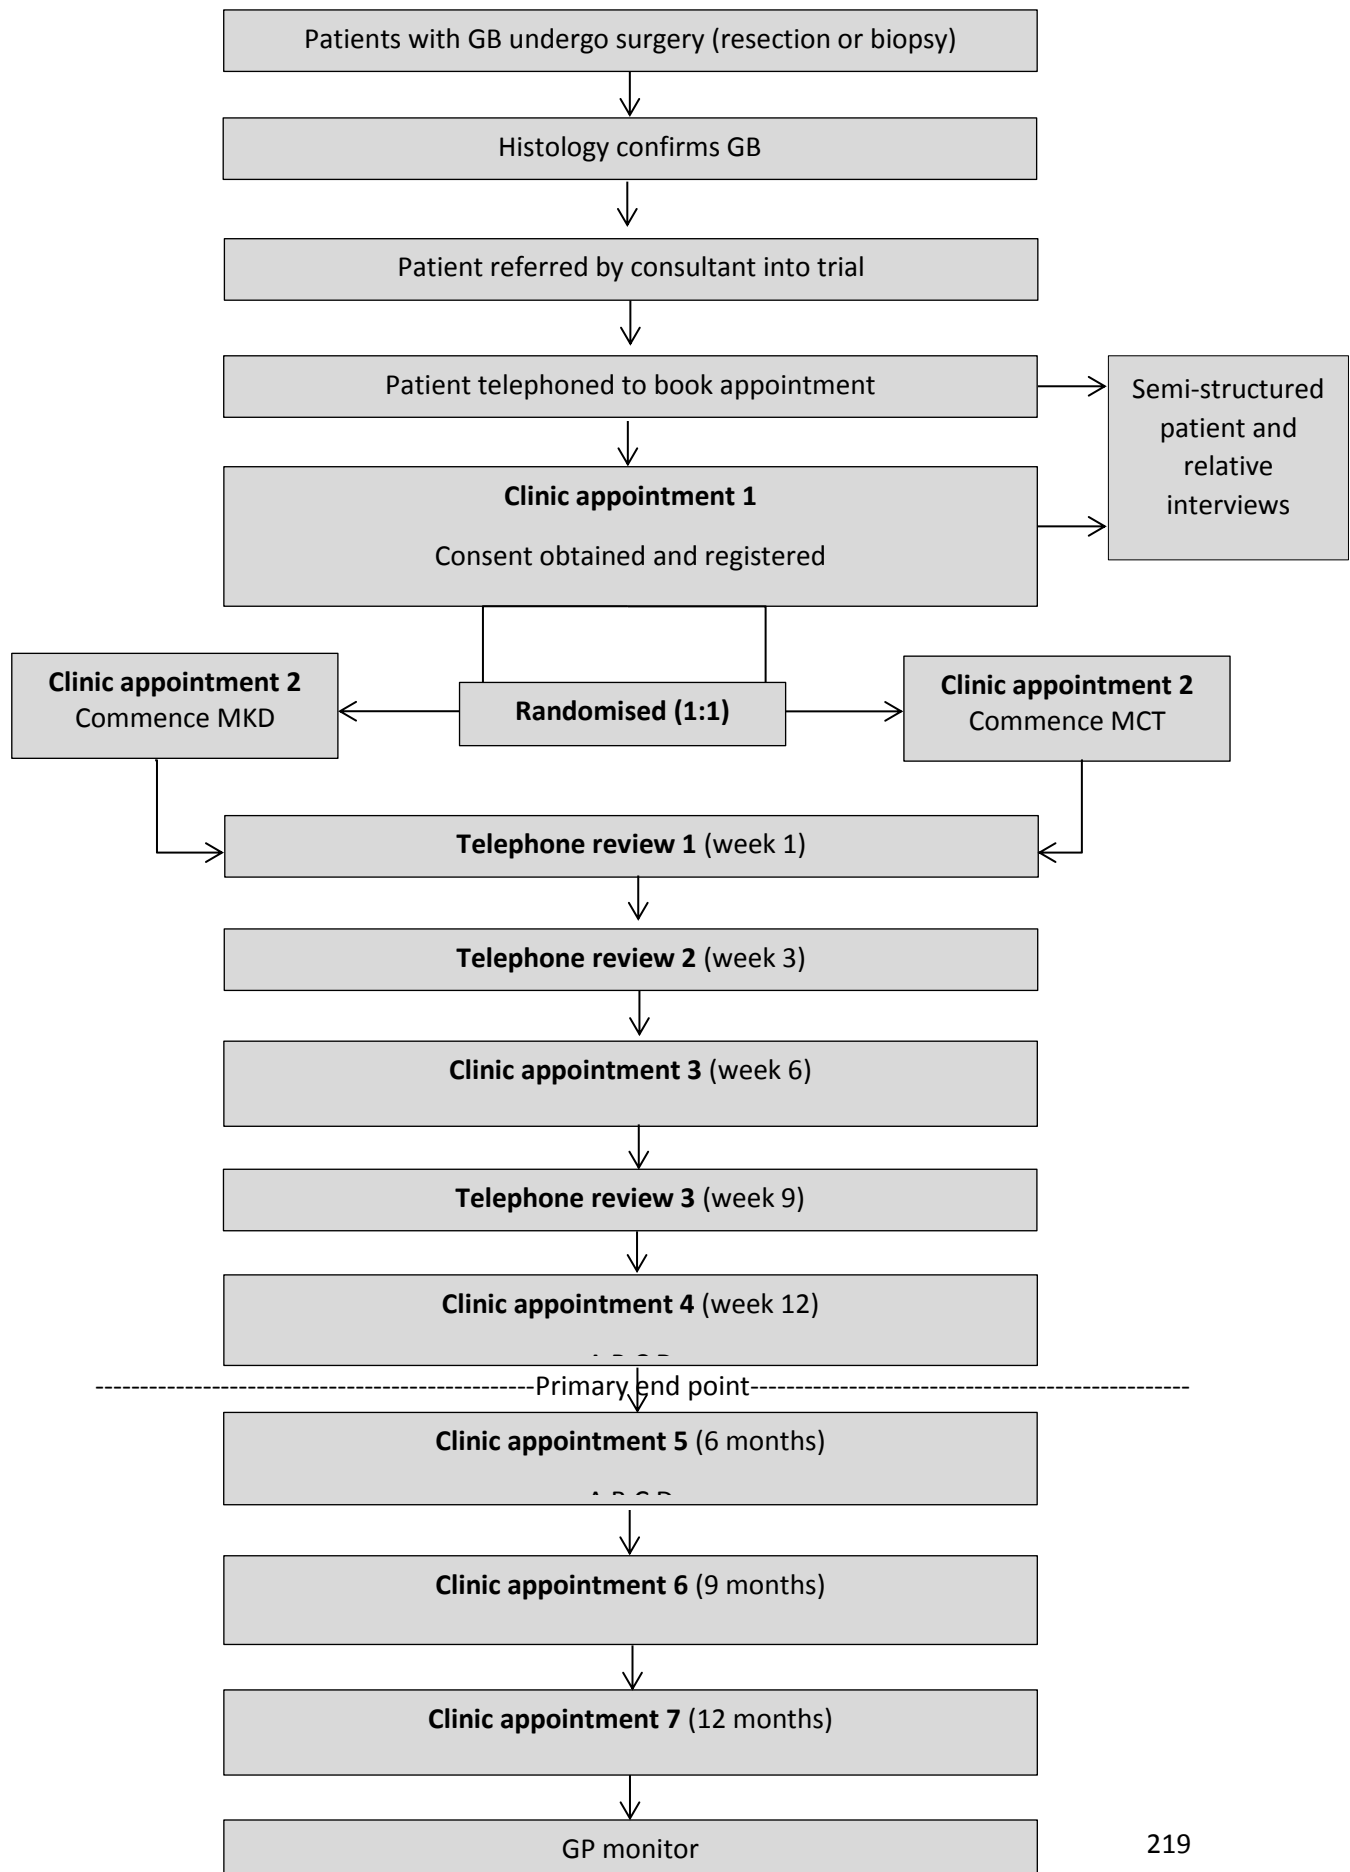 Patients with GB undergo surgery (resection or biopsy)
Histology confirms GB
Patient referred by consultant into trial
Patient telephoned to book appointment
Semi-structured
patient and
relative
interviews
Clinic appointment 1
Consent obtained and registered
Clinic appointment 2
Commence MKD
Randomised (1:1)
Clinic appointment 2
Commence MCT
Telephone review 1 (week 1)
Telephone review 2 (week 3)
Clinic appointment 3 (week 6)
Telephone review 3 (week 9)
Clinic appointment 4 (week 12)
Primary end point
Clinic appointment 5 (6 months)
Clinic appointment 6 (9 months)
Clinic appointment 7 (12 months)
GP monitor
219